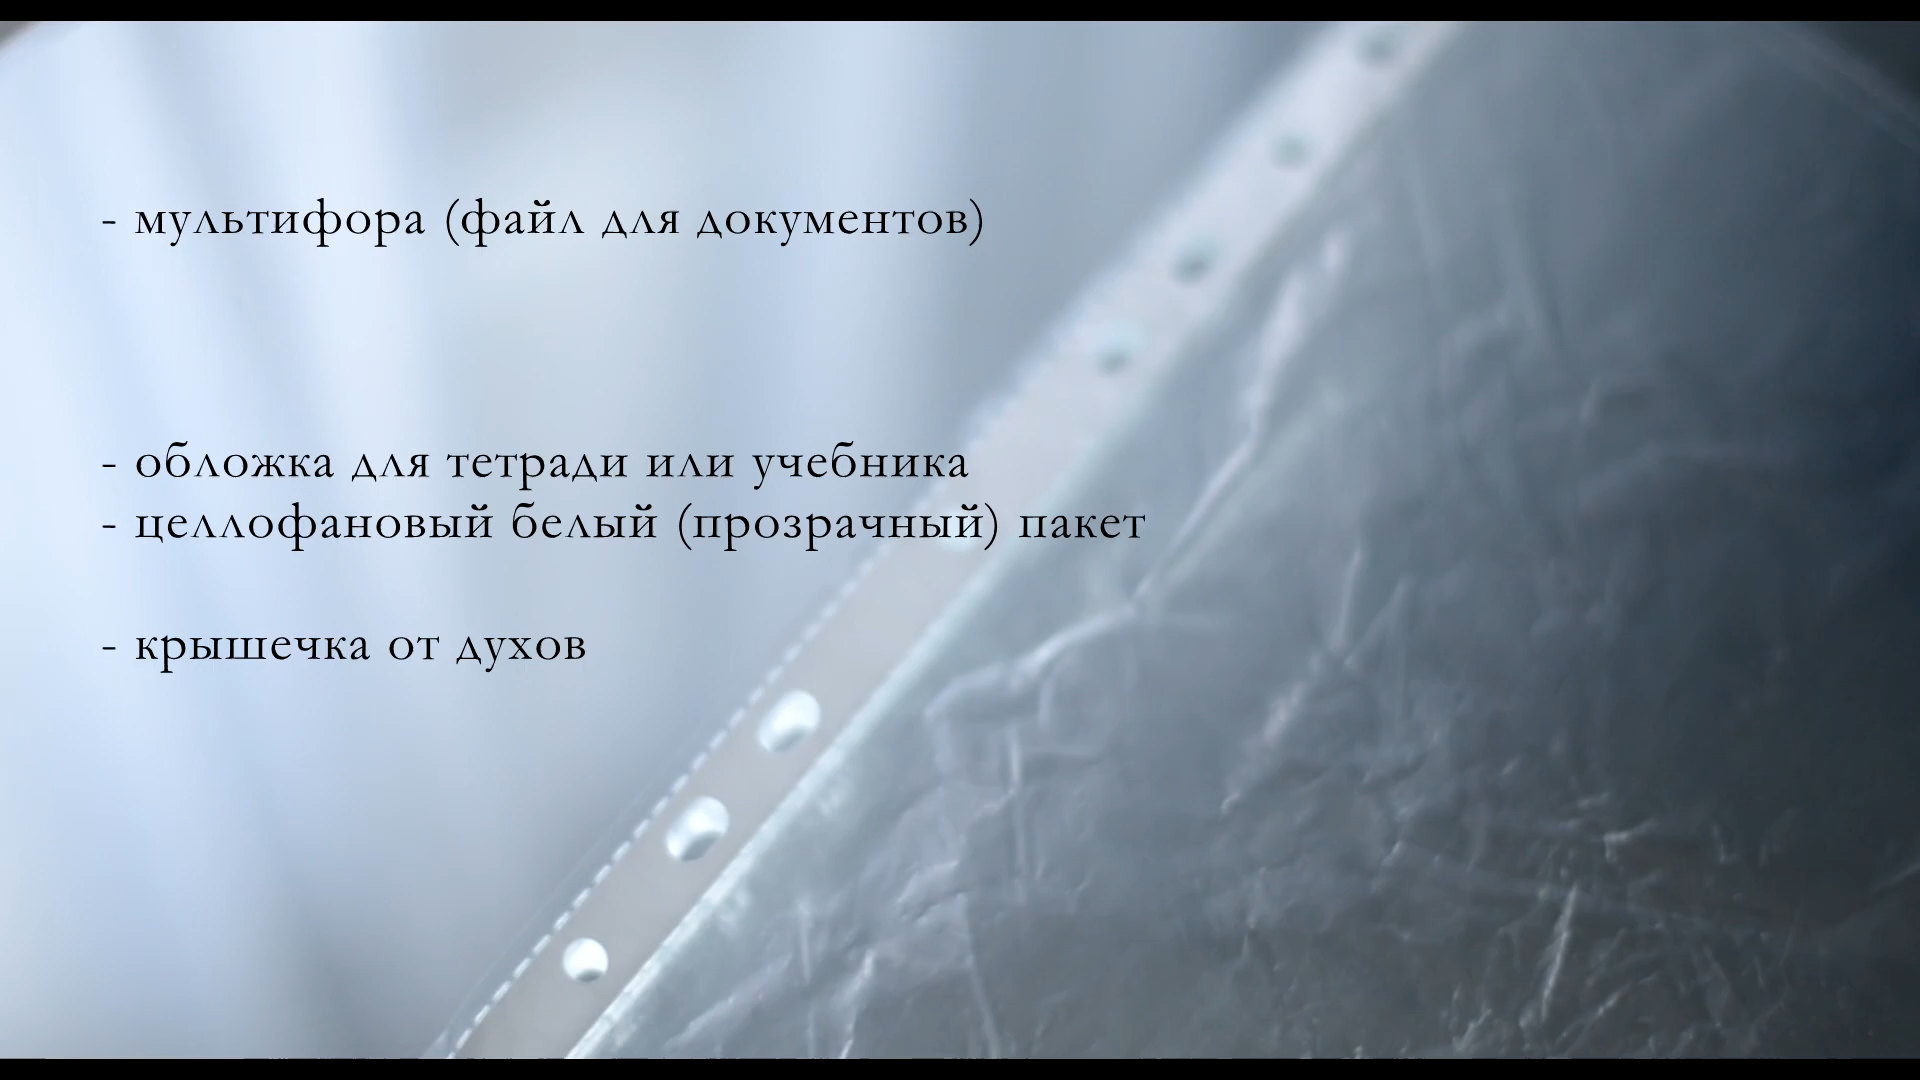 - мультифора (файл для документов)
- обложка для тетради или учебника
- целлофановый белый (прозрачный) пакет
- крышечка от духов